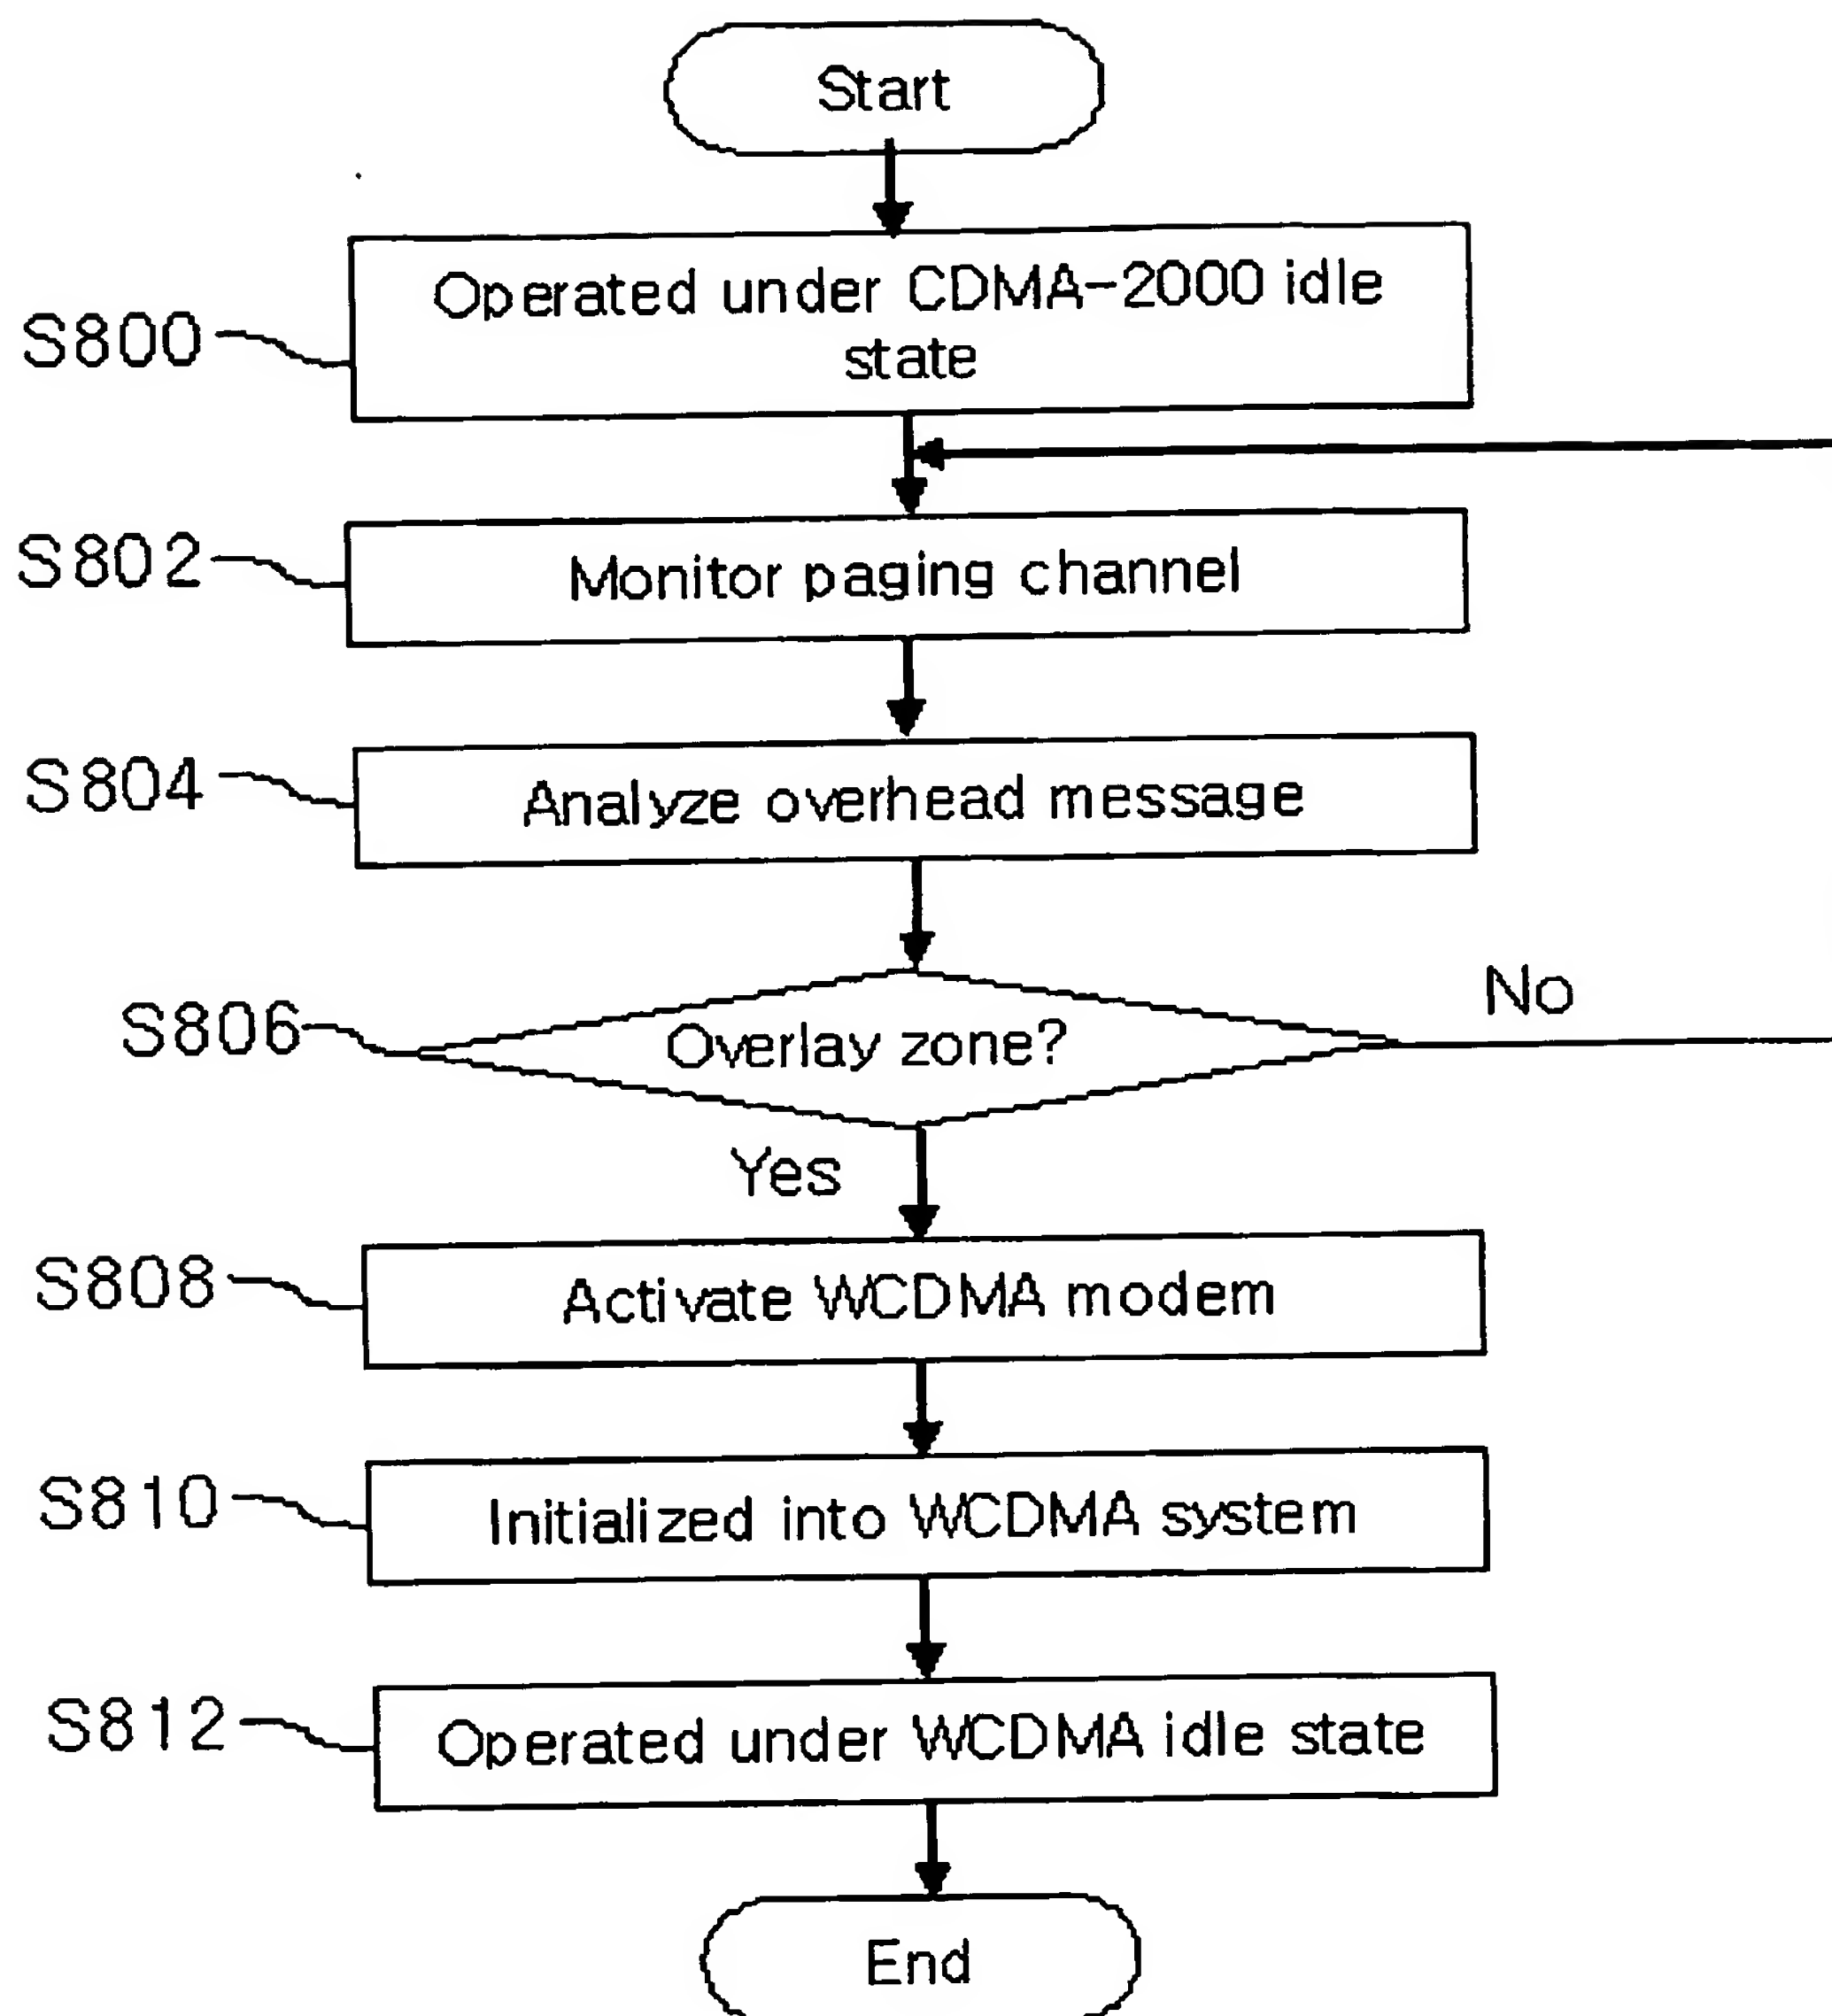 Start
S800
Operated under CDMA-2000 idle
state
S802
Monitor paging channel
S804
Analyze overhead message
S806
Overlay zone?
No
Yes
S808
Activate WCDMA modem
S810
Initialized into WCDMA system
S812
Operated under WCDMA idle state
End